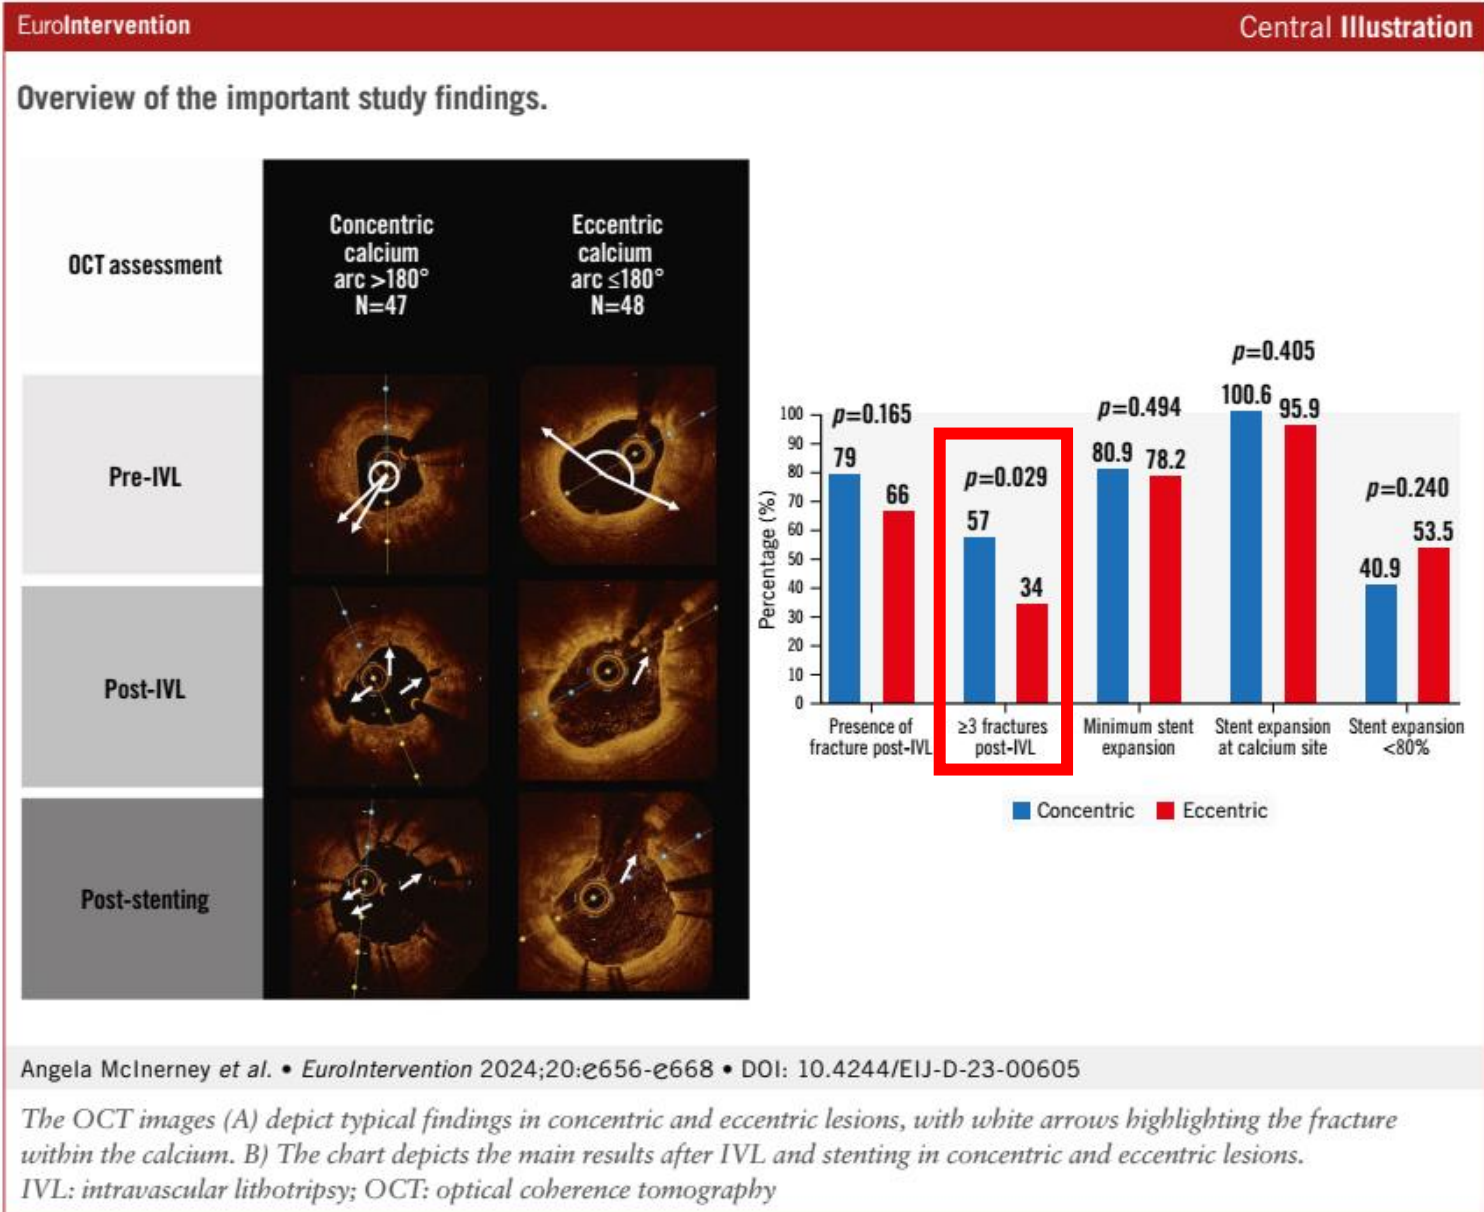 EuroIntervention
Central Illustration
Overview of the important study findings.
OCT assessment
Concentric
calcium
arc >180°
N=47
Eccentric
calcium
arc ≤180°
N=48
Pre-IVL
Post-IVL
Post-stenting
Percentage (%)
100
90
80
70
60
50
40
30
20
10
0
p=0.165
79
66
p=0.029
57
34
p=0.494
80.9
78.2
p=0.405
100.6
95.9
p=0.240
40.9
53.5
Presence of
fracture post-IVL
≥3 fractures
post-IVL
Minimum stent
expansion
Stent expansion
at calcium site
Stent expansion
<80%
Concentric
Eccentric
Angela McInerney et al. • EuroIntervention 2024;20:e656-e668 • DOI: 10.4244/EIJ-D-23-00605
The OCT images (A) depict typical findings in concentric and eccentric lesions, with white arrows highlighting the fracture
within the calcium. B) The chart depicts the main results after IVL and stenting in concentric and eccentric lesions.
IVL: intravascular lithotripsy; OCT: optical coherence tomography